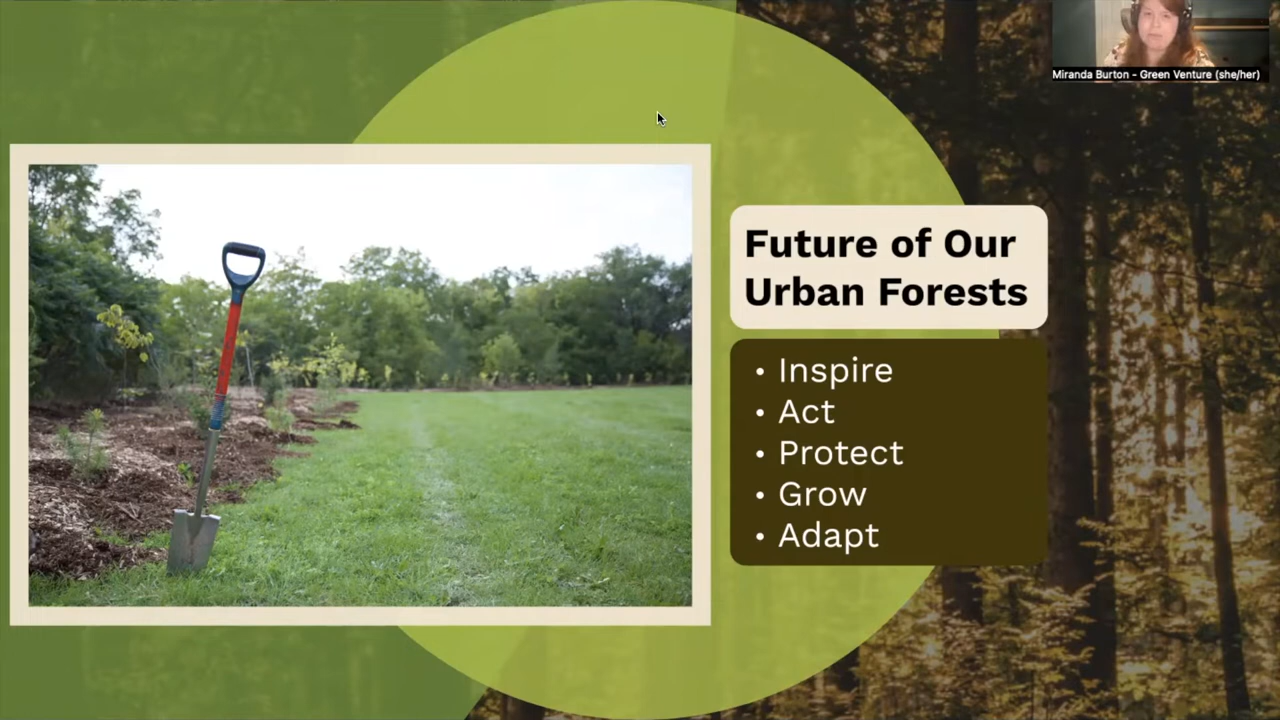 Miranda Burton - Green Venture (she/her)
Future of Our
Urban Forests
• Inspire
• Act
• Protect
• Grow
• Adapt